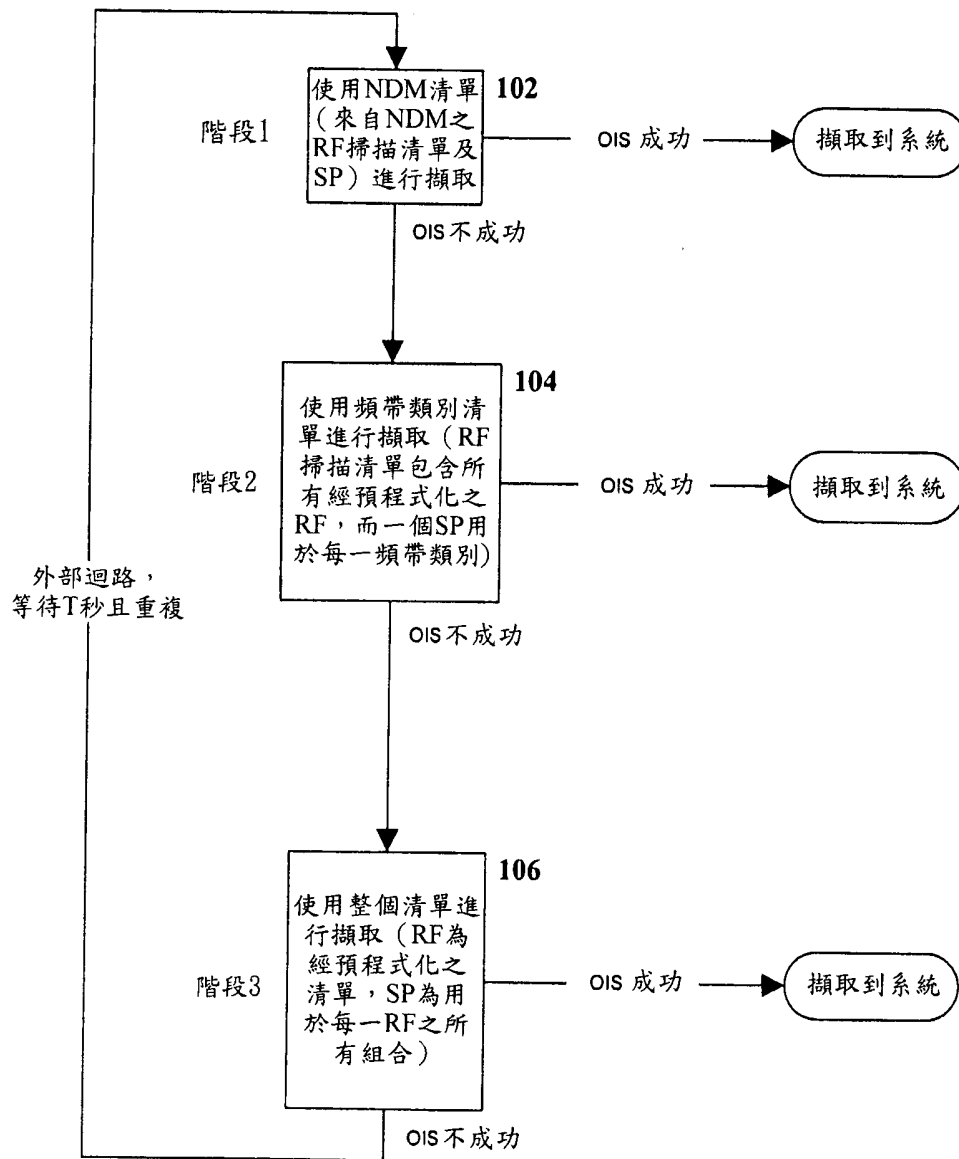 使用NDM清單
(來自NDM之
RF掃描清單及
SP)進行擷取
102
階段1
OIS 成功
擷取到系統
OIS不成功
104
使用頻帶類別清
單進行擷取(RF
掃描清單包含所
有經預程式化之
RF,而一個SP用
於每一頻帶類別)
階段2
OIS 成功
擷取到系統
外部迴路,
等待T秒且重複
OIS不成功
106
使用整個清單進
行擷取(RF為
經預程式化之
清單,SP為用
於每一RF之所
有組合)
階段3
OIS 成功
擷取到系統
OIS不成功